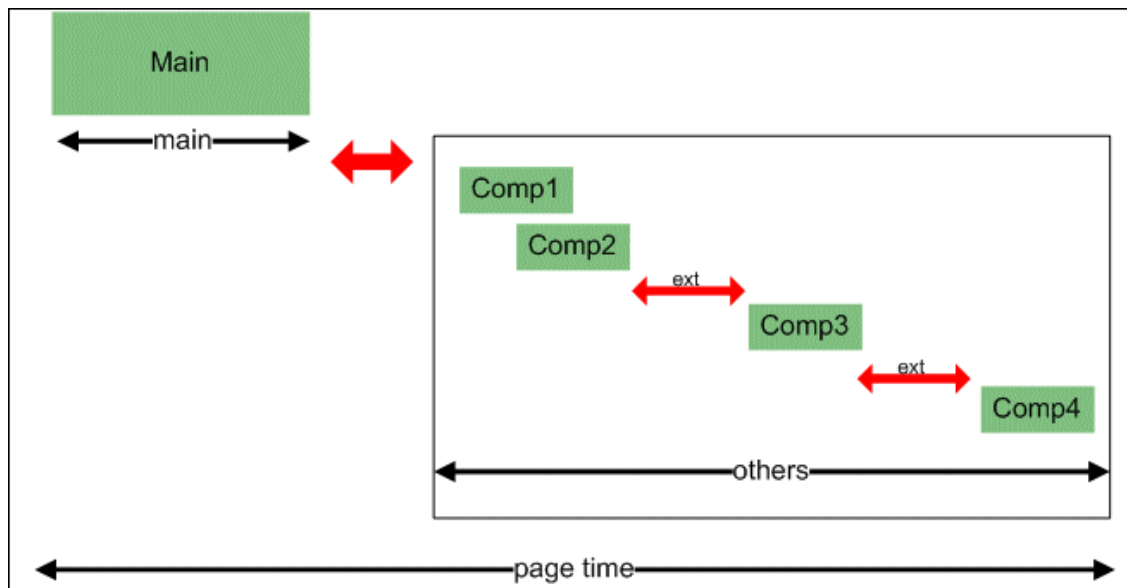 Main
main
Comp1
Comp2
ext
Comp3
ext
Comp4
others
page time